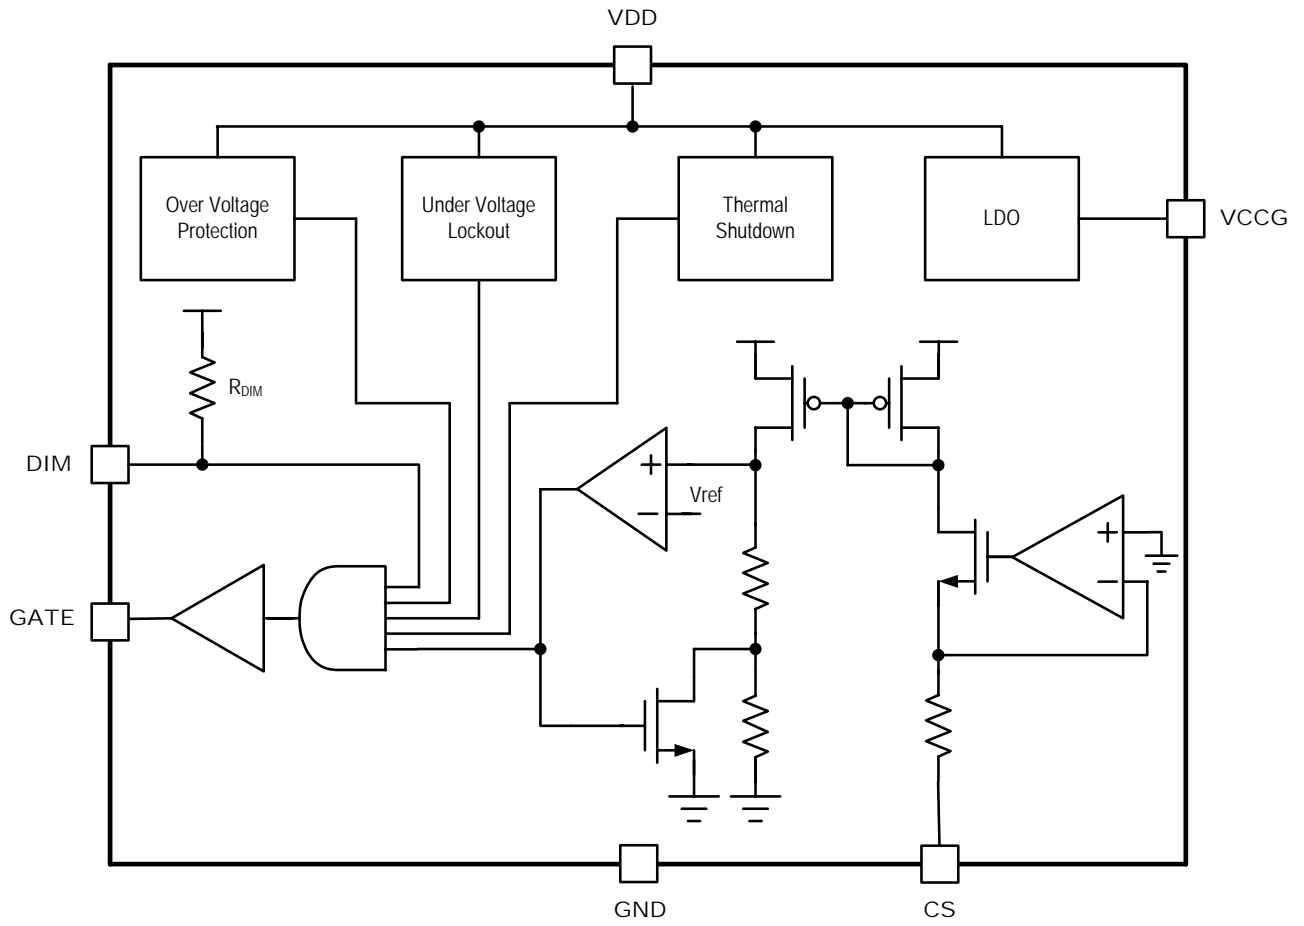 VDD
Over Voltage
Protection
Under Voltage
Lockout
Thermal
Shutdown
LDO
VCCG
RDIM
DIM
+
Vref
−
+
−
GATE
GND
CS